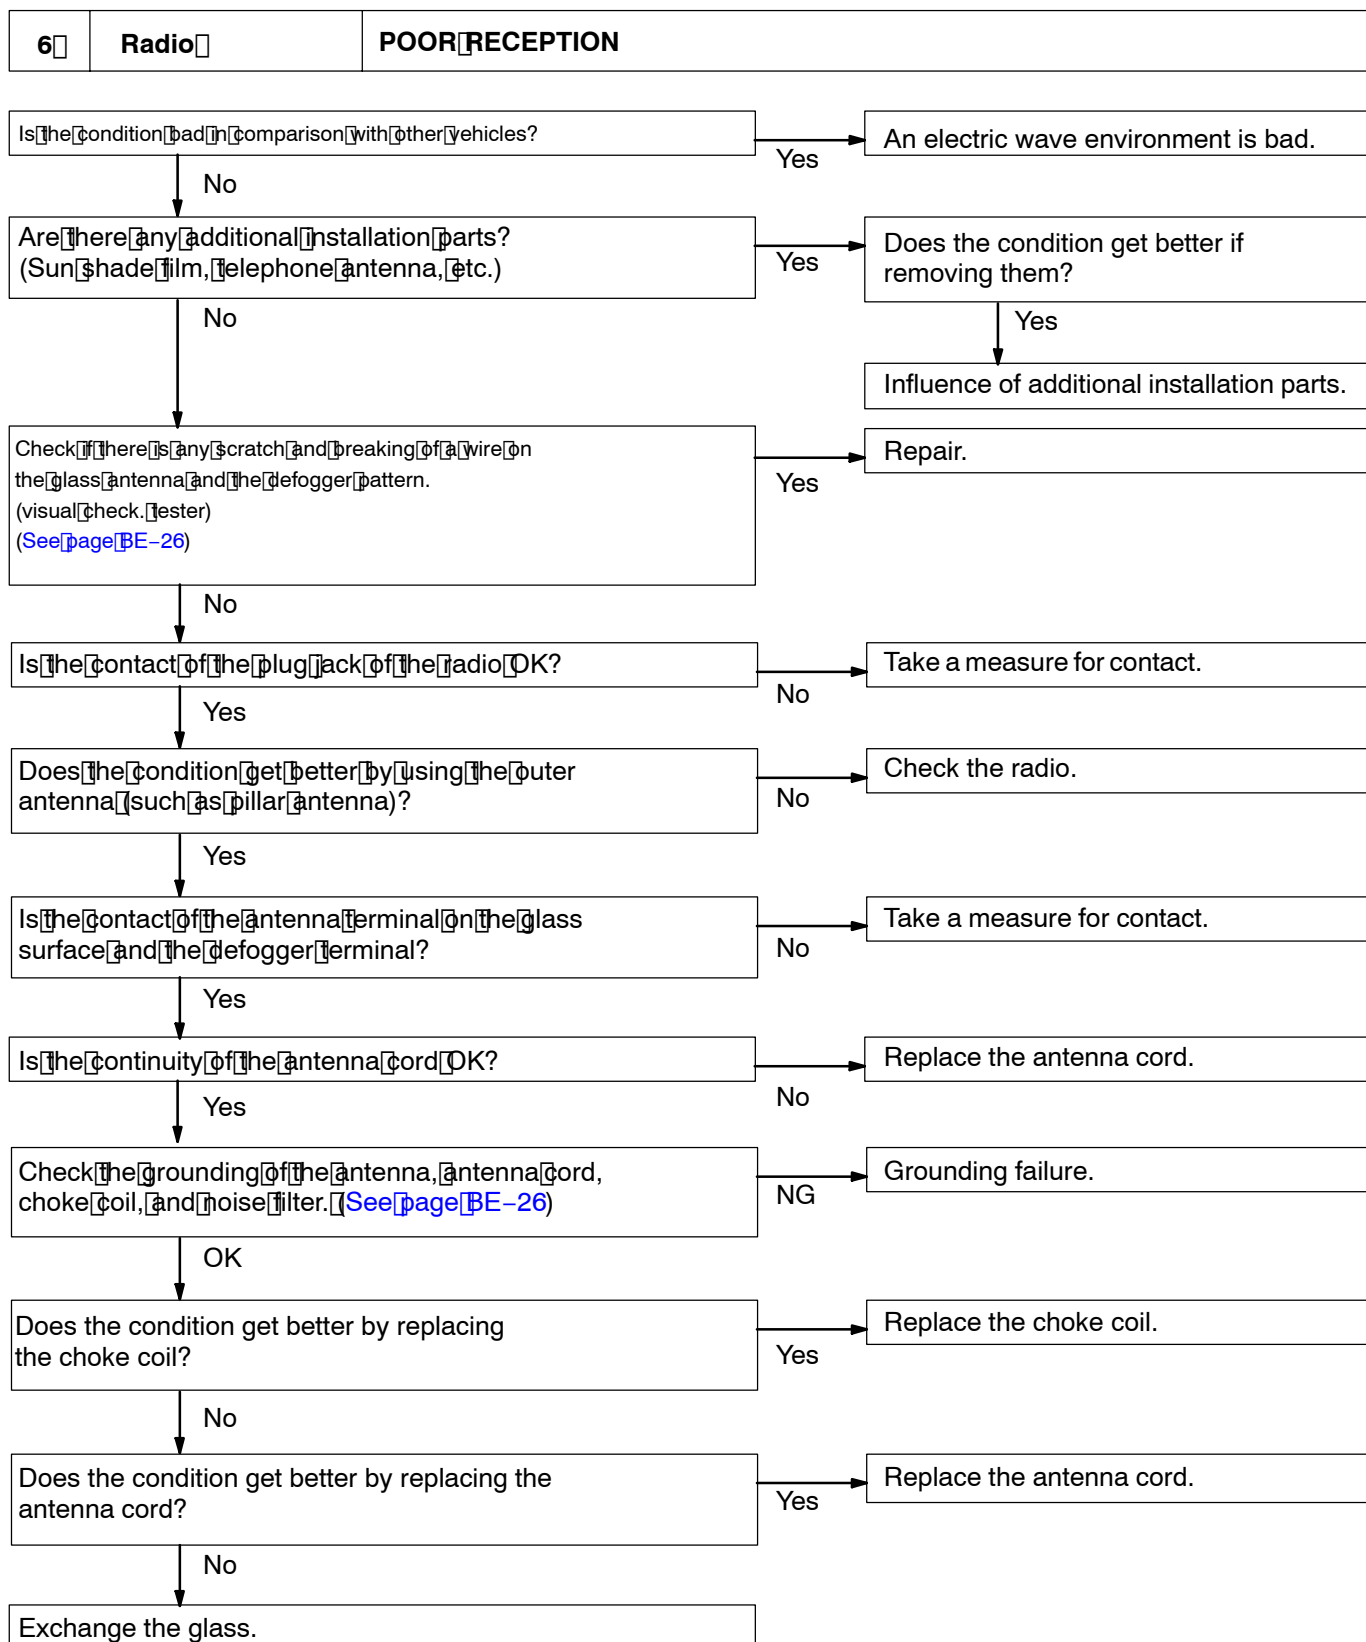 6 Radio POOR RECEPTION
Is the condition bad in comparison with other vehicles?
Yes
An electric wave environment is bad.
No
Are there any additional installation parts?
(Sun shade film, telephone antenna, etc.)
Yes
Does the condition get better if
removing them?
No
Yes
Influence of additional installation parts.
Check if there is any scratch and breaking of a wire on
the glass antenna and the defogger pattern.
(visual check. tester)
(See page BE–26)
Yes
Repair.
No
Is the contact of the plug jack of the radio OK?
No
Take a measure for contact.
Yes
Does the condition get better by using the outer
antenna (such as pillar antenna)?
No
Check the radio.
Yes
Is the contact of the antenna terminal on the glass
surface and the defogger terminal?
No
Take a measure for contact.
Yes
Is the continuity of the antenna cord OK?
No
Replace the antenna cord.
Yes
Check the grounding of the antenna, antenna cord,
choke coil, and noise filter. (See page BE–26)
NG
Grounding failure.
OK
Does the condition get better by replacing
the choke coil?
Yes
Replace the choke coil.
No
Does the condition get better by replacing the
antenna cord?
Yes
Replace the antenna cord.
No
Exchange the glass.